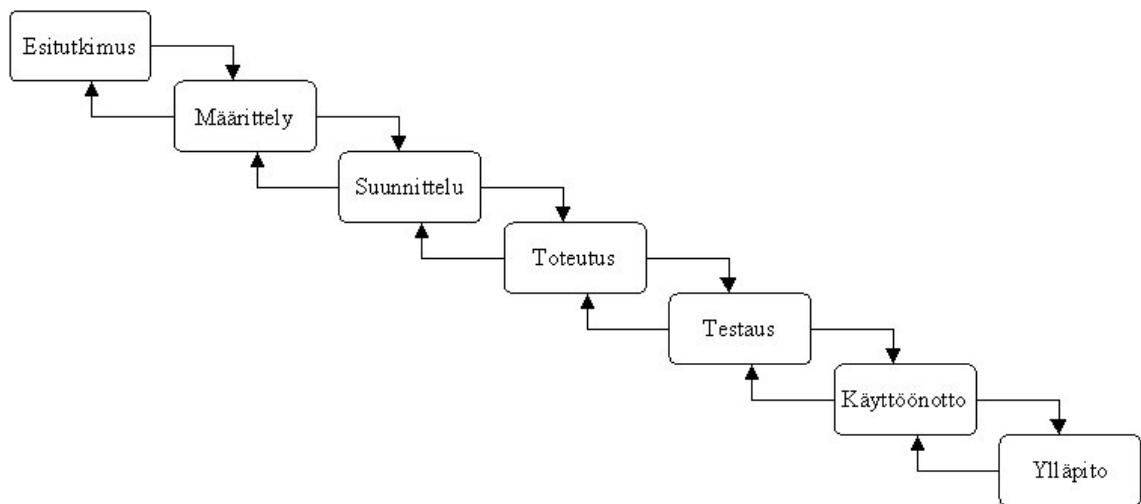 Esitutkimus
Määrittely
Suunnittelu
Toteutus
Testaus
Käyttöönotto
Ylläpito